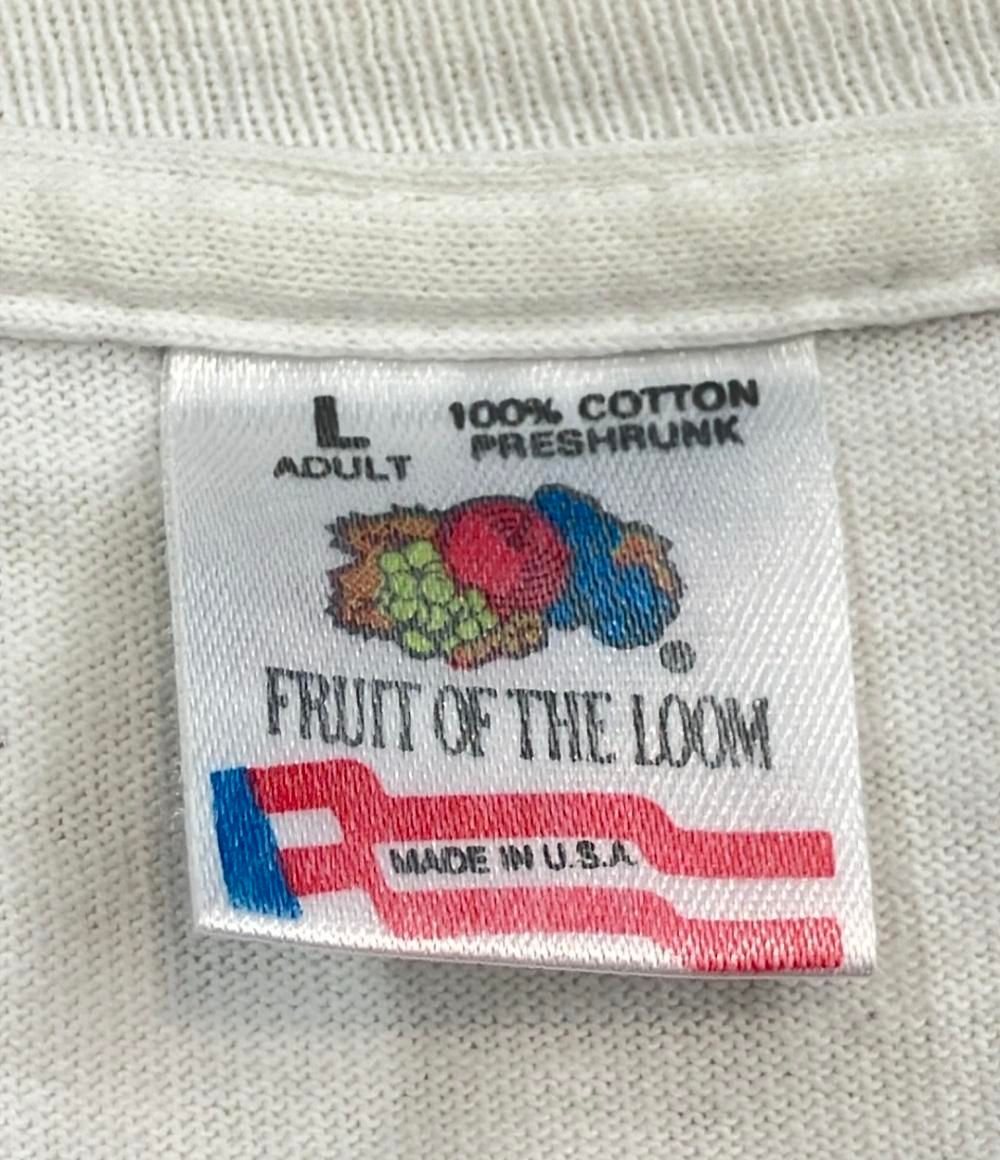 L
ADULT
100% COTTON
PRESHRUNK
®
FRUIT OF THE LOOM
MADE IN U.S.A.